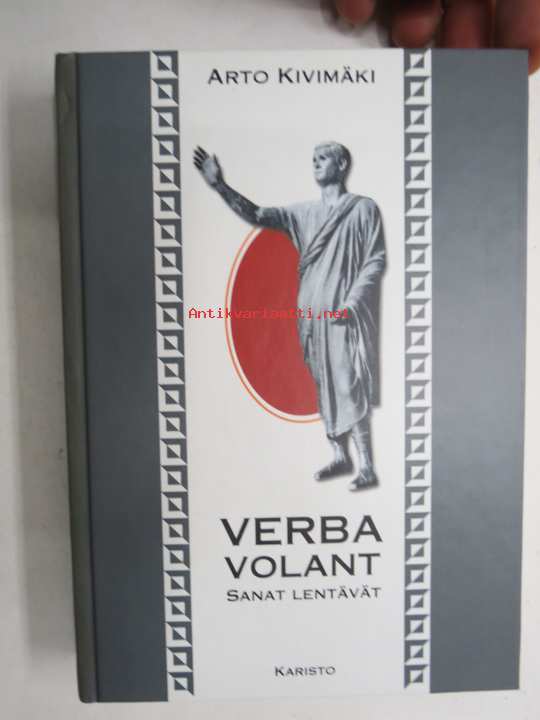 ARTO KIVIMÄKI
Antikvariaatti.net
VERBA
VOLANT
SANAT LENTÄVÄT
KARISTO